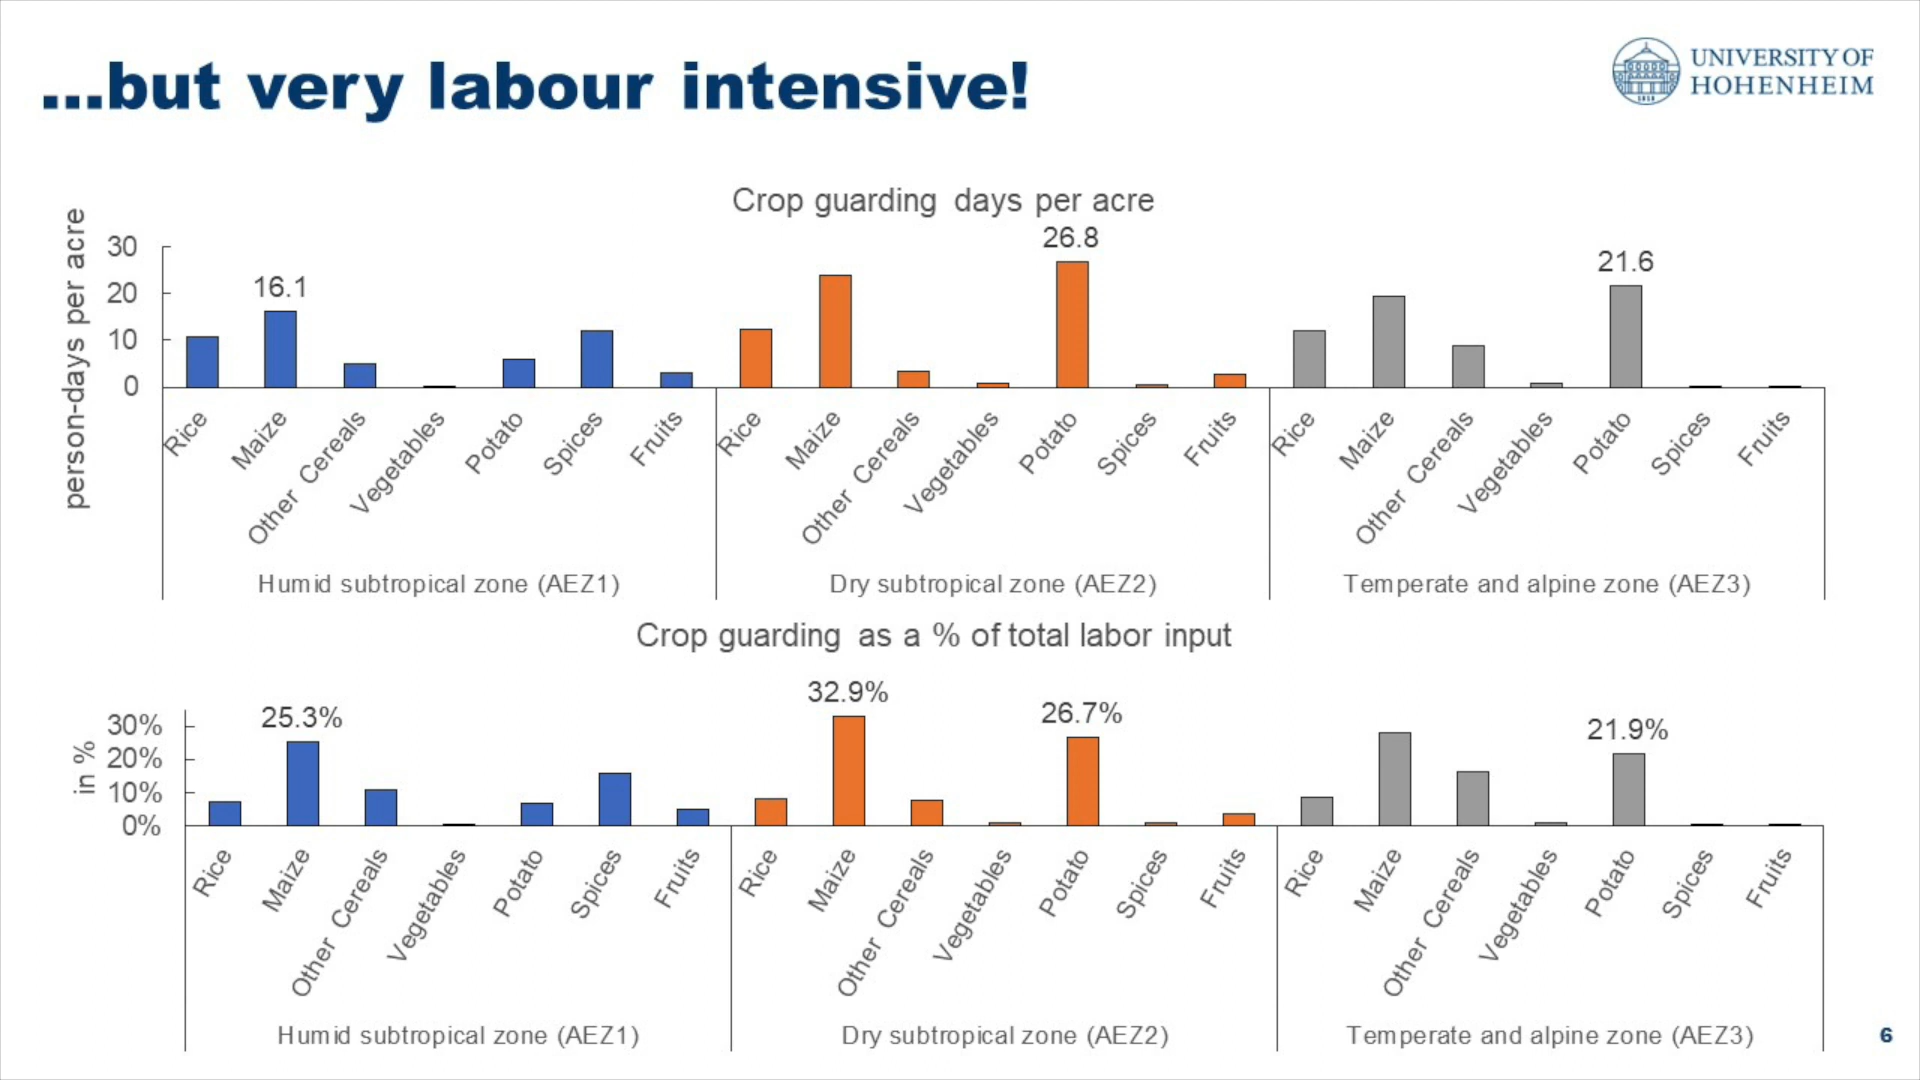 ...but very labour intensive!
UNIVERSITY OF
HOHENHEIM
1818
Crop guarding days per acre
person-days per acre
30
20
10
0
16.1
26.8
21.6
Rice
Maize
Other Cereals
Vegetables
Potato
Spices
Fruits
Rice
Maize
Other Cereals
Vegetables
Potato
Spices
Fruits
Rice
Maize
Other Cereals
Vegetables
Potato
Spices
Fruits
Humid subtropical zone (AEZ1)
Dry subtropical zone (AEZ2)
Temperate and alpine zone (AEZ3)
Crop guarding as a % of total labor input
in %
30%
20%
10%
0%
25.3%
32.9%
26.7%
21.9%
Rice
Maize
Other Cereals
Vegetables
Potato
Spices
Fruits
Rice
Maize
Other Cereals
Vegetables
Potato
Spices
Fruits
Rice
Maize
Other Cereals
Vegetables
Potato
Spices
Fruits
Humid subtropical zone (AEZ1)
Dry subtropical zone (AEZ2)
Temperate and alpine zone (AEZ3)
6